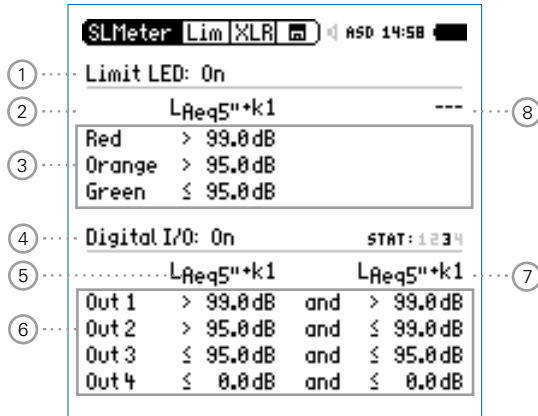 SLMeter Lim XLR ASD 14:58
1 Limit LED: On
2 LAeq5"+k1 --- 8
Red > 99.0dB
3 Orange > 95.0dB
Green ≤ 95.0dB
4 Digital I/O: On STAT: 1234
5 LAeq5"+k1 LAeq5"+k1 7
Out 1 > 99.0dB and > 99.0dB
6 Out 2 > 95.0dB and ≤ 99.0dB
Out 3 ≤ 95.0dB and ≤ 95.0dB
Out 4 ≤ 0.0dB and ≤ 0.0dB